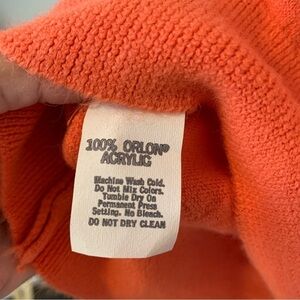 100% ORLON®
ACRYLIC
Machine Wash Cold.
Do Not Mix Colors.
Tumble Dry On
Permanent Press
Setting. No Bleach.
DO NOT DRY CLEAN